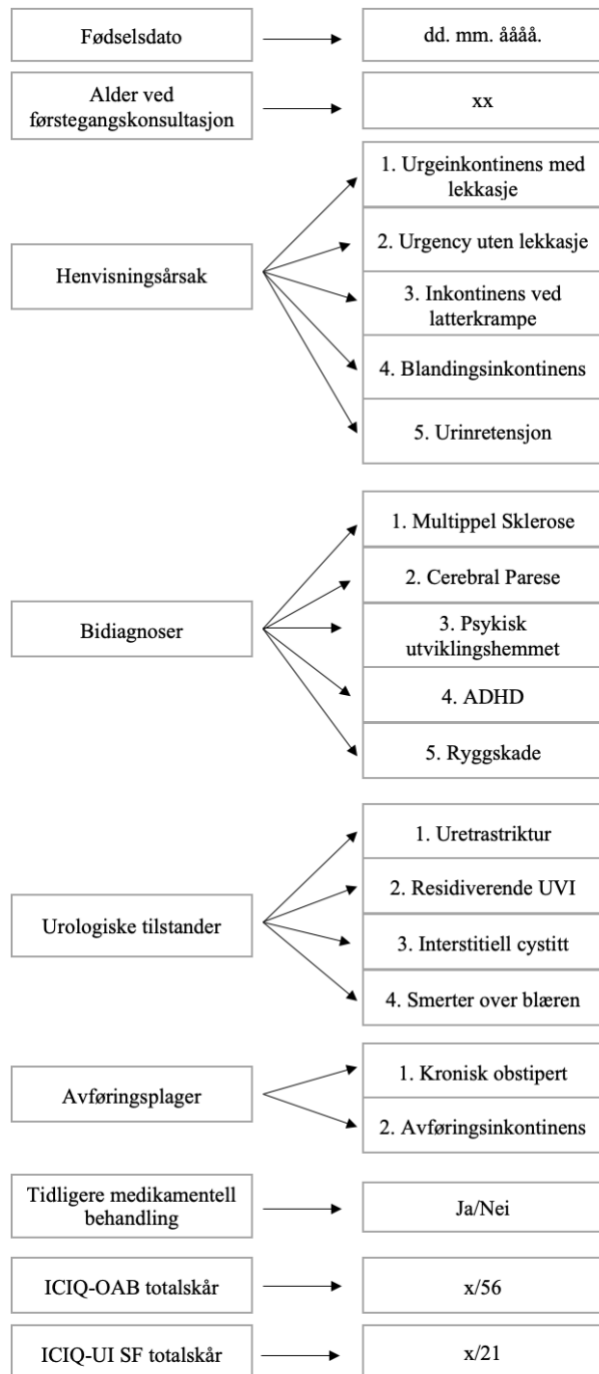 Fødselsdato
dd. mm. åååå.
Alder ved
førstegangskonsultasjon
xx
Henvisningsårsak
1. Urgeinkontinens med
lekkasje
2. Urgency uten lekkasje
3. Inkontinens ved
latterkrampe
4. Blandingsinkontinens
5. Urinretensjon
Bidiagnoser
1. Multippel Sklerose
2. Cerebral Parese
3. Psykisk
utviklingshemmet
4. ADHD
5. Ryggskade
Urologiske tilstander
1. Uretrastriktur
2. Residiverende UVI
3. Interstitiell cystitt
4. Smerter over blæren
Avføringsplager
1. Kronisk obstipert
2. Avføringsinkontinens
Tidligere medikamentell
behandling
Ja/Nei
ICIQ-OAB totalskår
x/56
ICIQ-UI SF totalskår
x/21